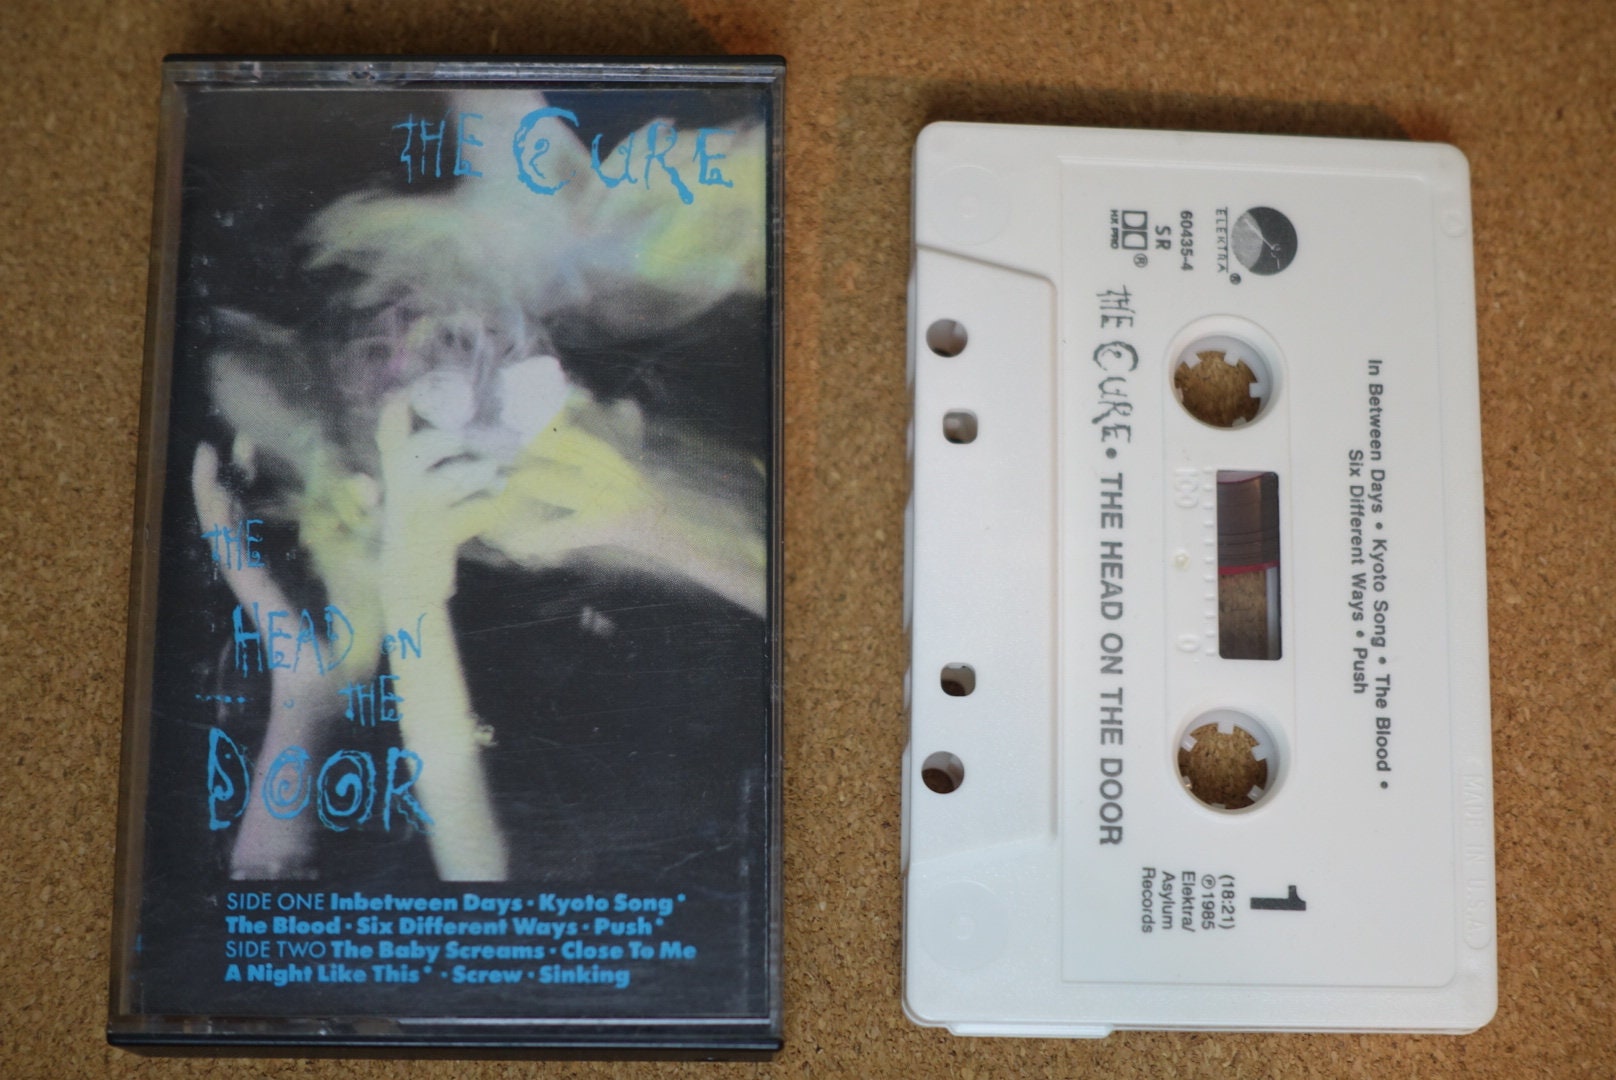 THE CURE
THE
HEAD ON
THE
DOOR
SIDE ONE Inbetween Days · Kyoto Song*
The Blood · Six Different Ways · Push*
SIDE TWO The Baby Screams · Close To Me
A Night Like This* · Screw · Sinking
In Between Days • Kyoto Song • The Blood •
Six Different Ways • Push
ELEKTRA®
60435-4
SR
DD®
HX PRO
100 0
THE CURE • THE HEAD ON THE DOOR
1
(18:21)
℗1985
Elektra/
Asylum
Records
MADE IN U.S.A.